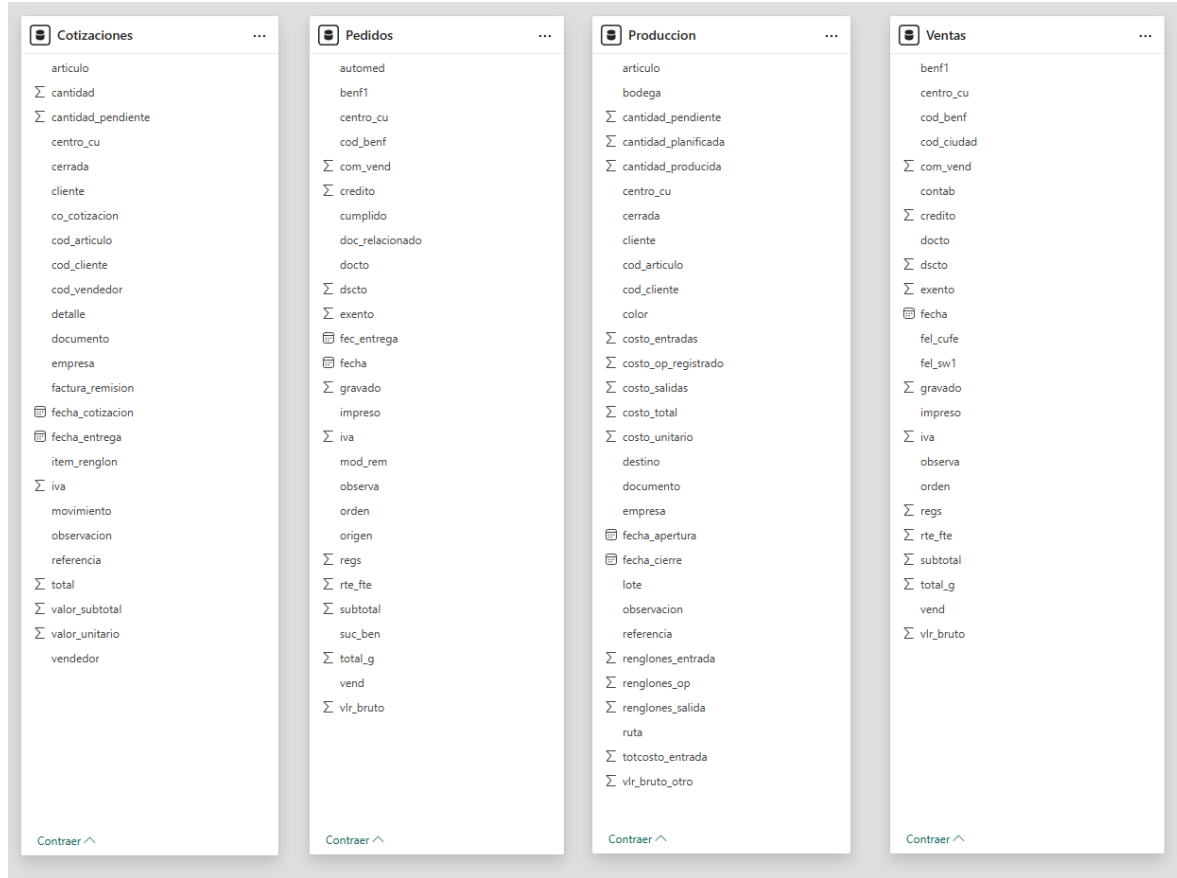 Cotizaciones ...
articulo
∑ cantidad
∑ cantidad_pendiente
centro_cu
cerrada
cliente
co_cotizacion
cod_articulo
cod_cliente
cod_vendedor
detalle
documento
empresa
factura_remision
fecha_cotizacion
fecha_entrega
item_renglon
∑ iva
movimiento
observacion
referencia
∑ total
∑ valor_subtotal
∑ valor_unitario
vendedor
Contraer
Pedidos ...
automed
benf1
centro_cu
cod_benf
∑ com_vend
∑ credito
cumplido
doc_relacionado
docto
∑ dscto
∑ exento
fec_entrega
fecha
∑ gravado
impreso
∑ iva
mod_rem
observa
orden
origen
∑ regs
∑ rte_fte
∑ subtotal
suc_ben
∑ total_g
vend
∑ vlr_bruto
Contraer
Produccion ...
articulo
bodega
∑ cantidad_pendiente
∑ cantidad_planificada
∑ cantidad_producida
centro_cu
cerrada
cliente
cod_articulo
cod_cliente
color
∑ costo_entradas
∑ costo_op_registrado
∑ costo_salidas
∑ costo_total
∑ costo_unitario
destino
documento
empresa
fecha_apertura
fecha_cierre
lote
observacion
referencia
∑ renglones_entrada
∑ renglones_op
∑ renglones_salida
ruta
∑ totcosto_entrada
∑ vlr_bruto_otro
Contraer
Ventas ...
benf1
centro_cu
cod_benf
cod_ciudad
∑ com_vend
contab
∑ credito
docto
∑ dscto
∑ exento
fecha
fel_cufe
fel_sw1
∑ gravado
impreso
∑ iva
observa
orden
∑ regs
∑ rte_fte
∑ subtotal
∑ total_g
vend
∑ vlr_bruto
Contraer